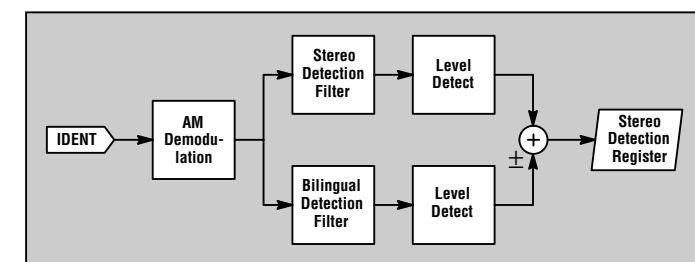 IDENT
AM
Demodu-
lation
Stereo
Detection
Filter
Level
Detect
Bilingual
Detection
Filter
Level
Detect
+
±
Stereo
Detection
Register